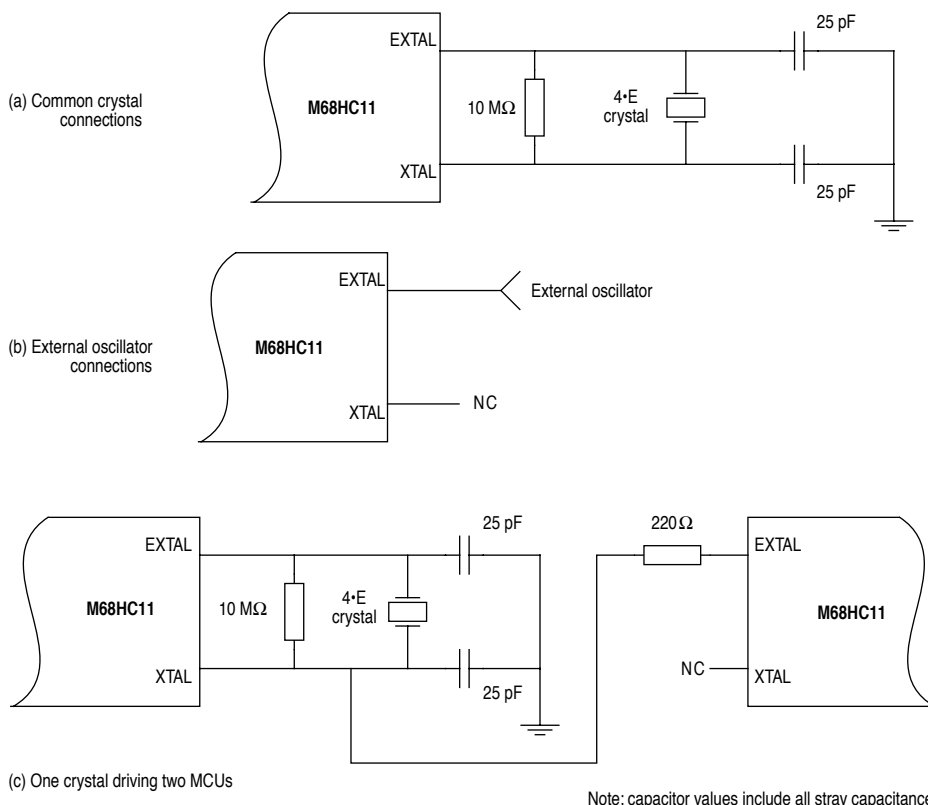 25 pF
EXTAL
(a) Common crystal
connections
M68HC11
10 MΩ
4•E
crystal
XTAL
25 pF
EXTAL
External oscillator
M68HC11
(b) External oscillator
connections
XTAL
NC
25 pF
220Ω
EXTAL
EXTAL
M68HC11
10 MΩ
4•E
crystal
M68HC11
NC
XTAL
XTAL
25 pF
(c) One crystal driving two MCUs
Note: capacitor values include all stray capacitance